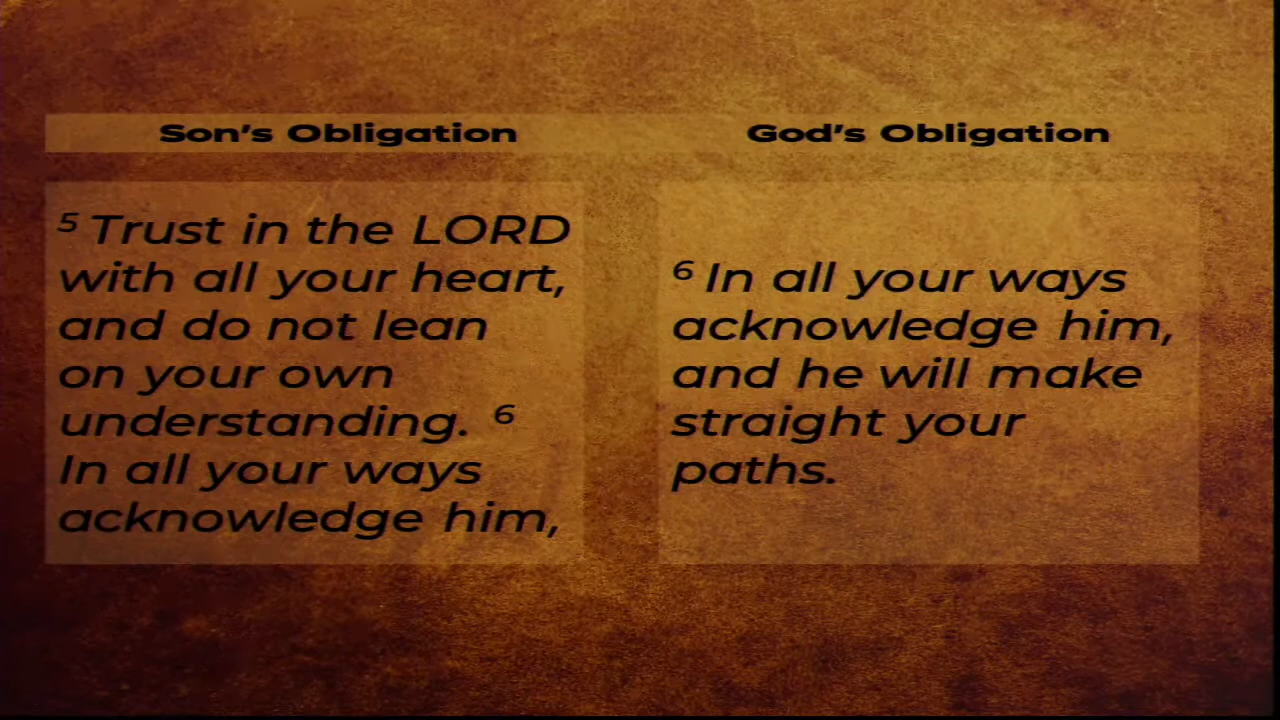 Son's Obligation
God's Obligation
⁵ Trust in the LORD
with all your heart,
and do not lean
on your own
understanding. ⁶
In all your ways
acknowledge him,
⁶ In all your ways
acknowledge him,
and he will make
straight your
paths.